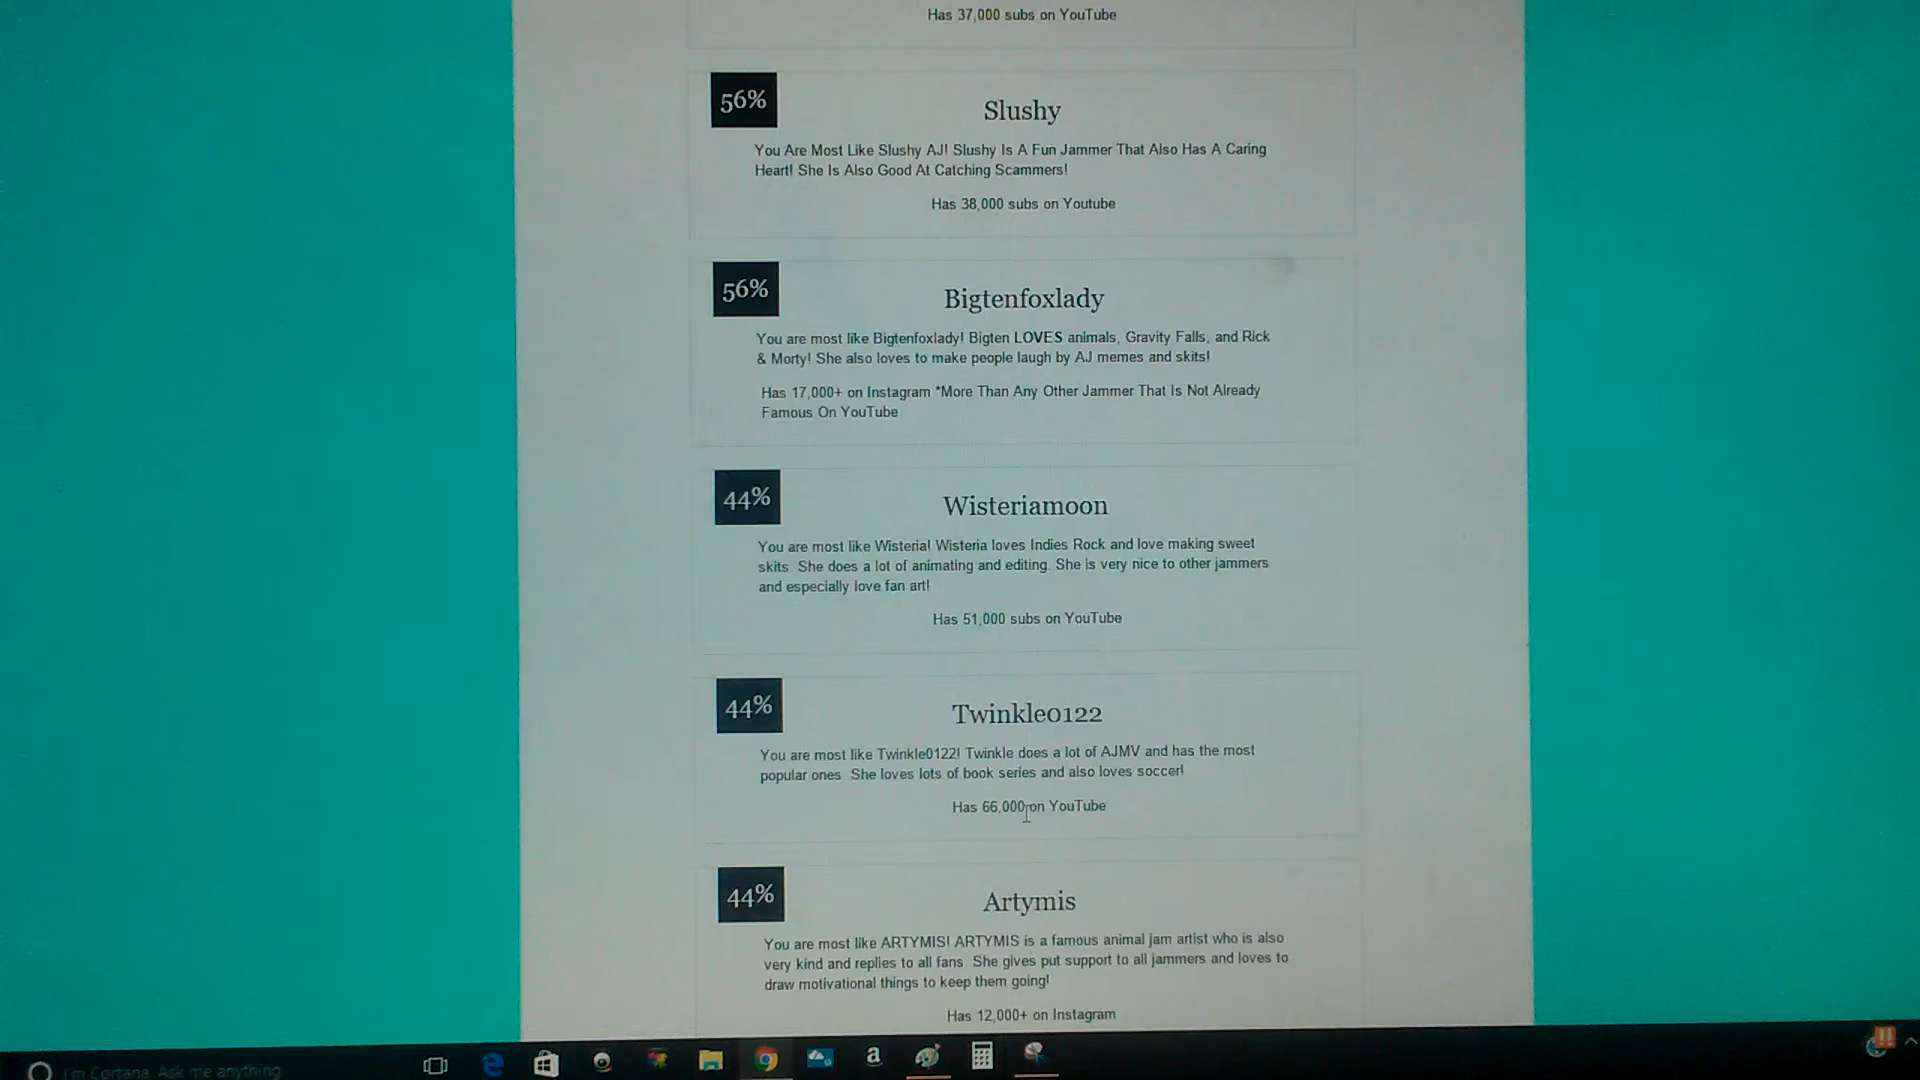 Has 37,000 subs on YouTube
56%
Slushy
You Are Most Like Slushy AJ! Slushy Is A Fun Jammer That Also Has A Caring
Heart! She Is Also Good At Catching Scammers!
Has 38,000 subs on Youtube
56%
Bigtenfoxlady
You are most like Bigtenfoxlady! Bigten LOVES animals, Gravity Falls, and Rick
& Morty! She also loves to make people laugh by AJ memes and skits!
Has 17,000+ on Instagram *More Than Any Other Jammer That Is Not Already
Famous On YouTube
44%
Wisteriamoon
You are most like Wisteria! Wisteria loves Indies Rock and love making sweet
skits. She does a lot of animating and editing. She is very nice to other jammers
and especially love fan art!
Has 51,000 subs on YouTube
44%
Twinkle0122
You are most like Twinkle0122! Twinkle does a lot of AJMV and has the most
popular ones. She loves lots of book series and also loves soccer!
Has 66,000 on YouTube
44%
Artymis
You are most like ARTYMIS! ARTYMIS is a famous animal jam artist who is also
very kind and replies to all fans. She gives put support to all jammers and loves to
draw motivational things to keep them going!
Has 12,000+ on Instagram
I'm Cortana. Ask me anything.
a